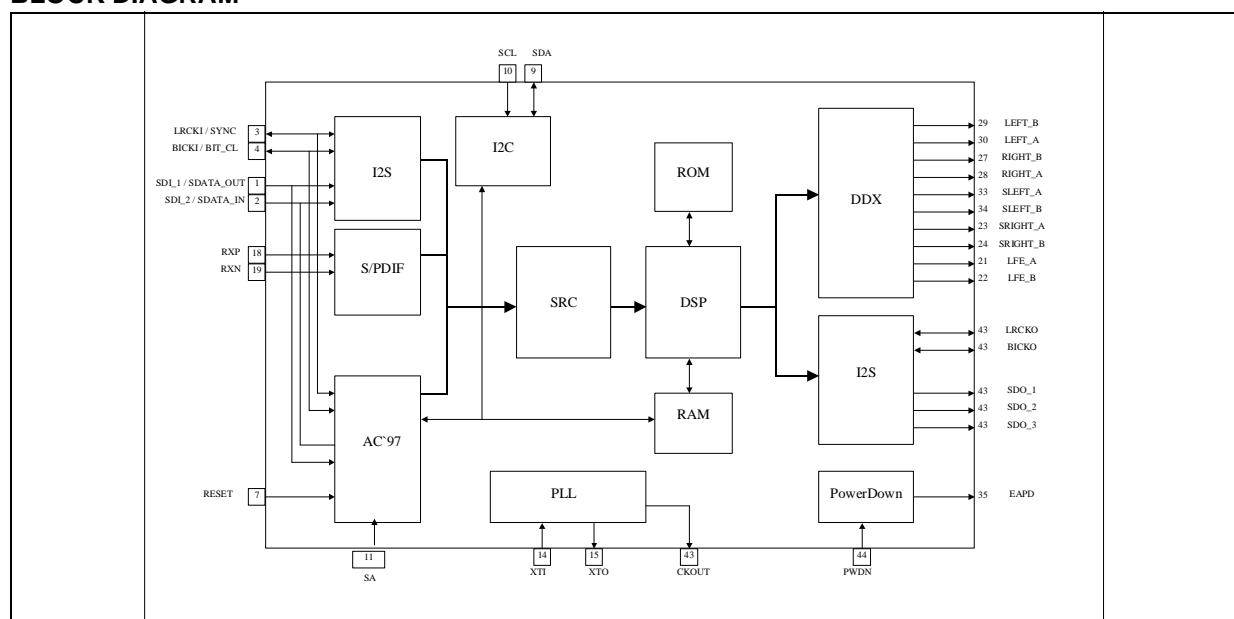 BLOCK DIAGRAM
SCL SDA
10 9
LRCKI / SYNC 3
BICKI / BIT_CL 4
SDI_1 / SDATA_OUT 1
SDI_2 / SDATA_IN 2
RXP 18
RXN 19
RESET 7
I2S
S/PDIF
AC`97
I2C
ROM
SRC
DSP
RAM
PLL
DDX
I2S
PowerDown
29 LEFT_B
30 LEFT_A
27 RIGHT_B
28 RIGHT_A
33 SLEFT_A
34 SLEFT_B
23 SRIGHT_A
24 SRIGHT_B
21 LFE_A
22 LFE_B
43 LRCKO
43 BICKO
43 SDO_1
43 SDO_2
43 SDO_3
35 EAPD
11 14 15 43 44
SA XTI XTO CKOUT PWDN